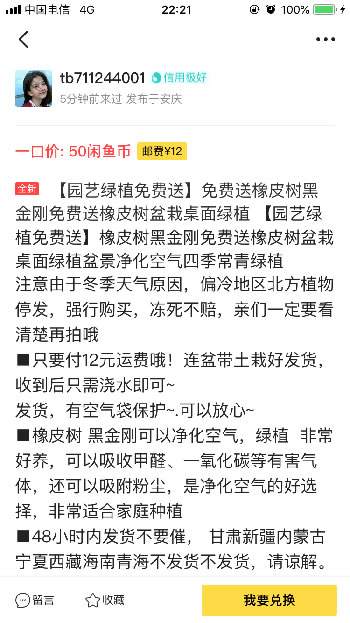 中国电信 4G 22:21 100%
tb711244001 信用极好
5分钟前来过 发布于安庆
一口价: 50闲鱼币 邮费¥12
全新 【园艺绿植免费送】免费送橡皮树黑
金刚免费送橡皮树盆栽桌面绿植 【园艺绿
植免费送】橡皮树黑金刚免费送橡皮树盆栽
桌面绿植盆景净化空气四季常青绿植
注意由于冬季天气原因，偏冷地区北方植物
停发，强行购买，冻死不赔，亲们一定要看
清楚再拍哦
■只要付12元运费哦！连盆带土栽好发货，
收到后只需浇水即可~
发货，有空气袋保护~.可以放心~
■橡皮树 黑金刚可以净化空气，绿植 非常
好养，可以吸收甲醛、一氧化碳等有害气
体，还可以吸附粉尘，是净化空气的好选
择，非常适合家庭种植
■48小时内发货不要催， 甘肃新疆内蒙古
宁夏西藏海南青海不发货不发货，请谅解。
留言 收藏 我要兑换